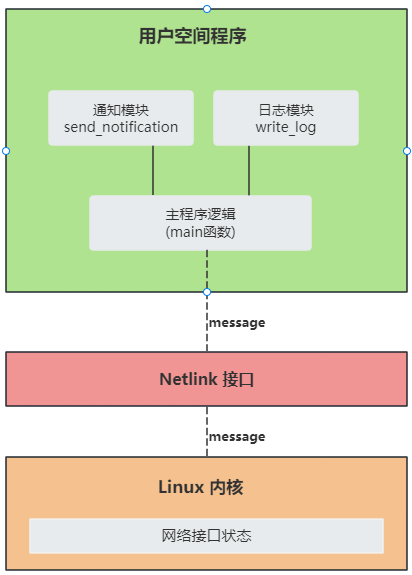 用户空间程序
通知模块
send_notification
日志模块
write_log
主程序逻辑
(main函数)
message
Netlink 接口
message
Linux 内核
网络接口状态